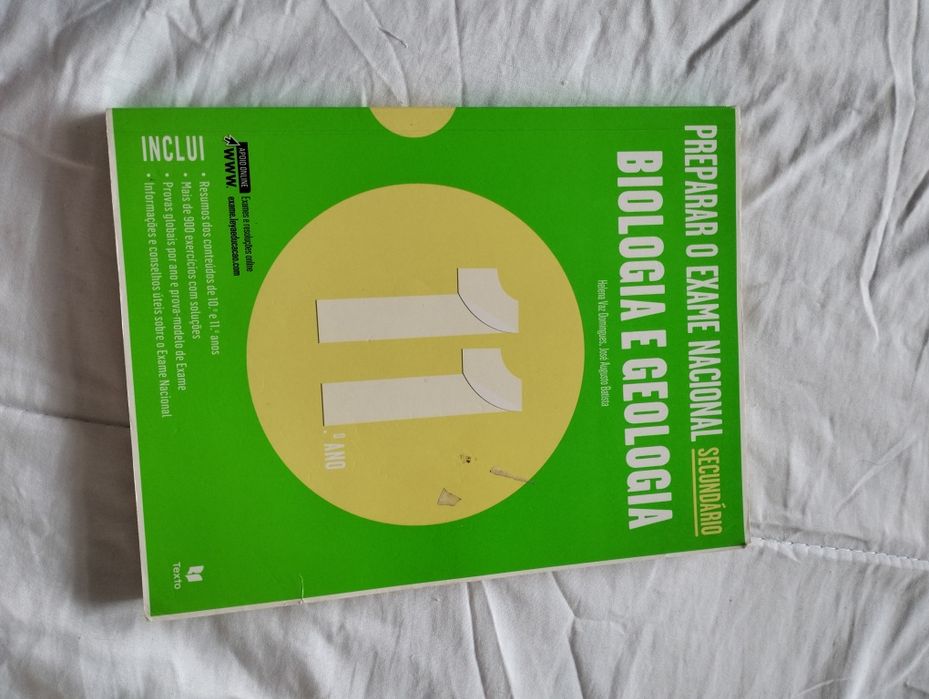 PREPARAR O EXAME NACIONAL SECUNDÁRIO
BIOLOGIA E GEOLOGIA
Helena Vaz Domingues, José Augusto Batista
11.º ANO
APOIO ONLINE
WWW.
Exames e resoluções online
exame.leyaeducacao.com
INCLUI
• Resumos dos conteúdos de 10.º e 11.º anos
• Mais de 900 exercícios com soluções
• Provas globais por ano e prova-modelo de Exame
• Informações e conselhos úteis sobre o Exame Nacional
Texto